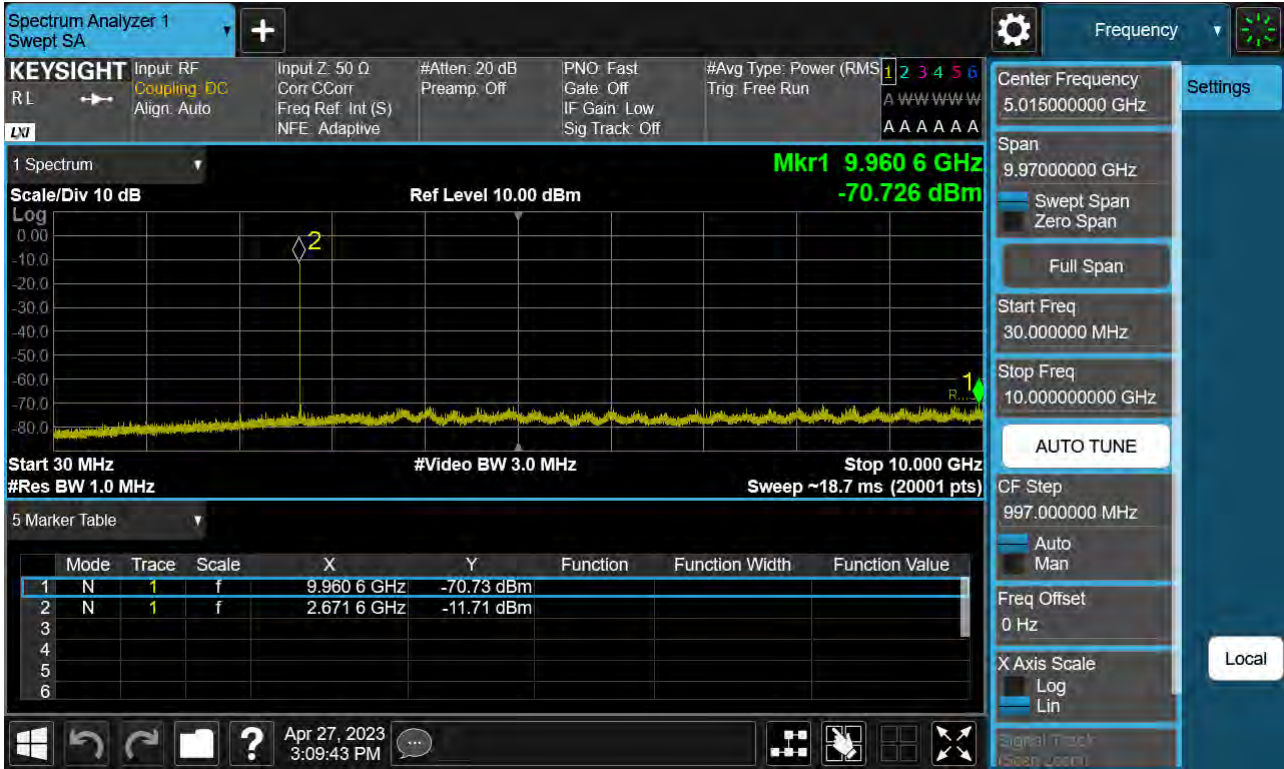 Spectrum Analyzer 1
Swept SA
Frequency
KEYSIGHT
R L
LXI
Input: RF
Coupling: DC
Align: Auto
Input Z: 50 Ω
Corr CCorr
Freq Ref: Int (S)
NFE: Adaptive
#Atten: 20 dB
Preamp: Off
PNO: Fast
Gate: Off
IF Gain: Low
Sig Track: Off
#Avg Type: Power (RMS
Trig: Free Run
1 2 3 4 5 6
A W W W W W
A A A A A A
1 Spectrum
Mkr1 9.960 6 GHz
-70.726 dBm
Scale/Div 10 dB
Ref Level 10.00 dBm
Log
0.00
-10.0
-20.0
-30.0
-40.0
-50.0
-60.0
-70.0
-80.0
2
1
Start 30 MHz
#Video BW 3.0 MHz
Stop 10.000 GHz
#Res BW 1.0 MHz
Sweep ~18.7 ms (20001 pts)
5 Marker Table
Mode Trace Scale X Y Function Function Width Function Value
1 N 1 f 9.960 6 GHz -70.73 dBm
2 N 1 f 2.671 6 GHz -11.71 dBm
3
4
5
6
Center Frequency
5.015000000 GHz
Settings
Span
9.97000000 GHz
Swept Span
Zero Span
Full Span
Start Freq
30.000000 MHz
Stop Freq
10.000000000 GHz
AUTO TUNE
CF Step
997.000000 MHz
Auto
Man
Freq Offset
0 Hz
X Axis Scale
Log
Lin
Signal Track
(Span Zoom)
Local
Apr 27, 2023
3:09:43 PM